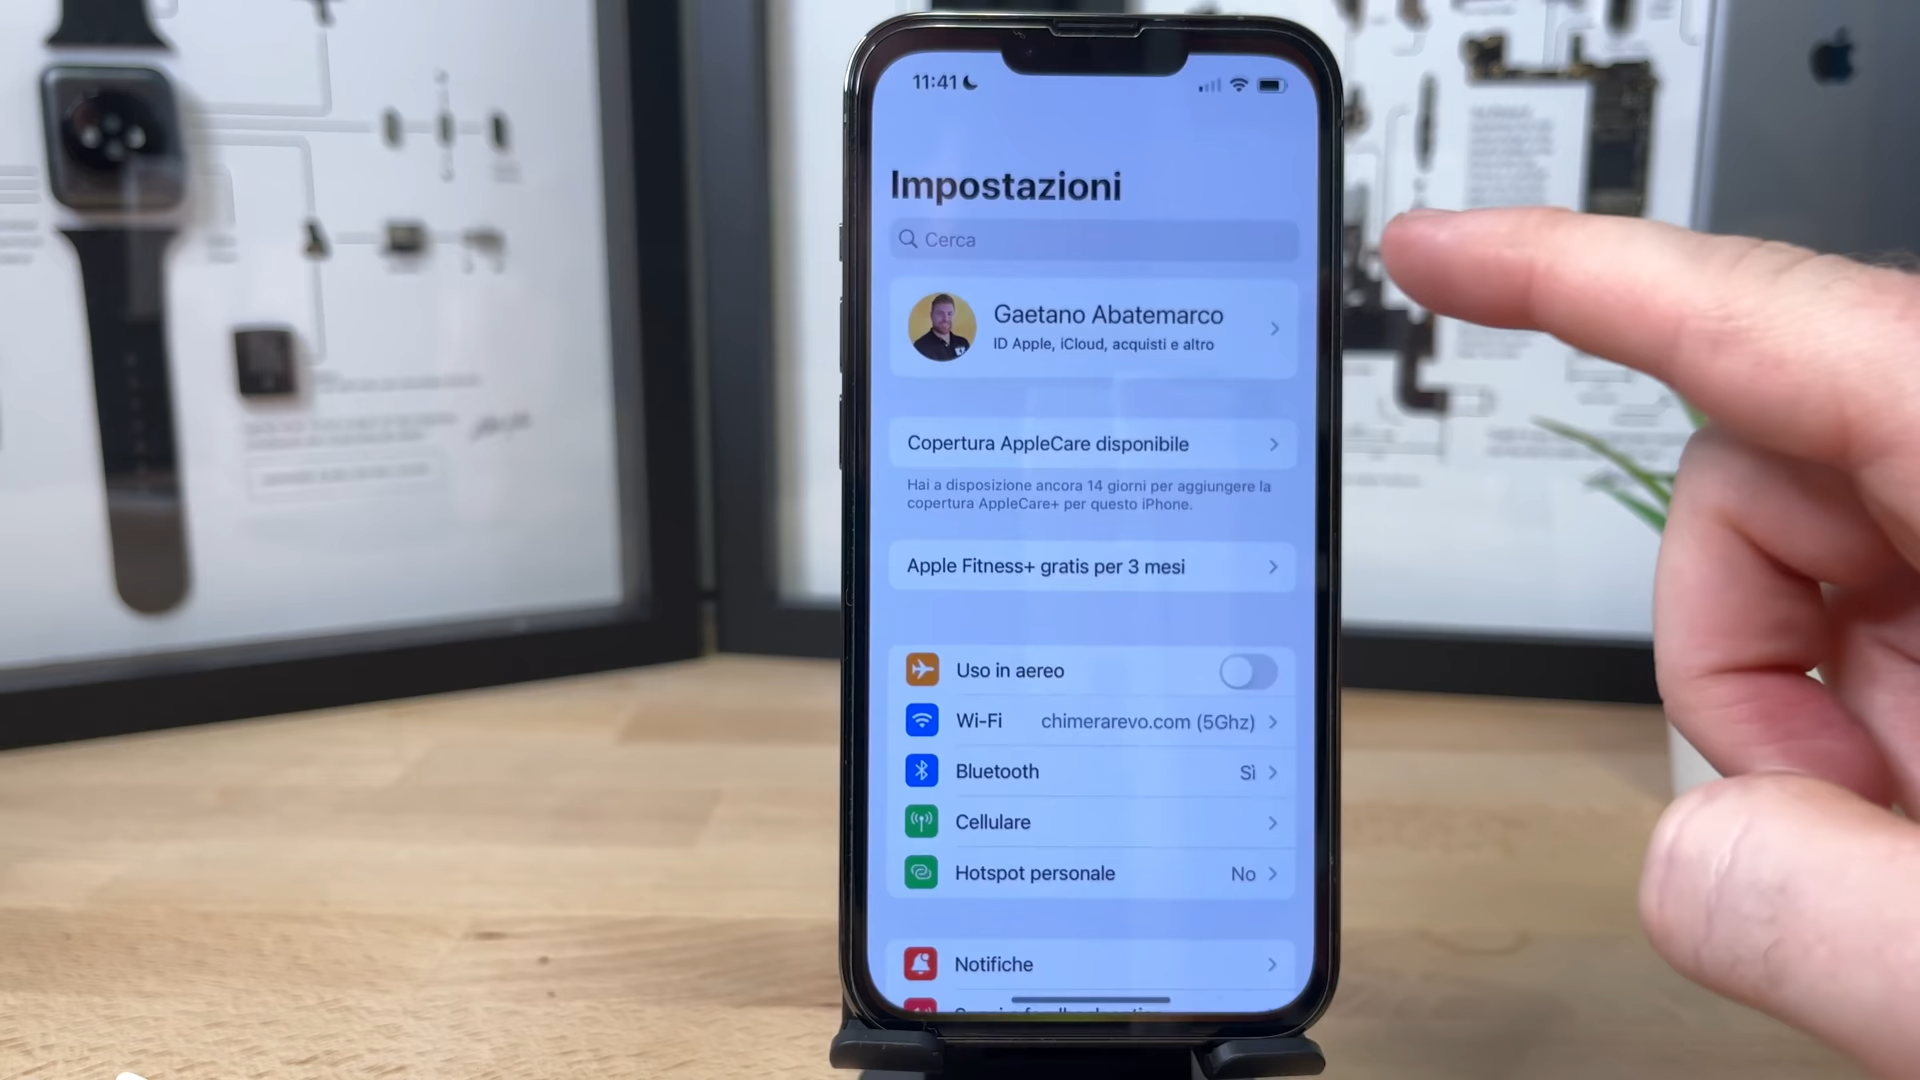 11:41
Impostazioni
Cerca
Gaetano Abatemarco
ID Apple, iCloud, acquisti e altro
Copertura AppleCare disponibile
Hai a disposizione ancora 14 giorni per aggiungere la
copertura AppleCare+ per questo iPhone.
Apple Fitness+ gratis per 3 mesi
Uso in aereo
Wi-Fi chimerarevo.com (5Ghz)
Bluetooth Sì
Cellulare
Hotspot personale No
Notifiche